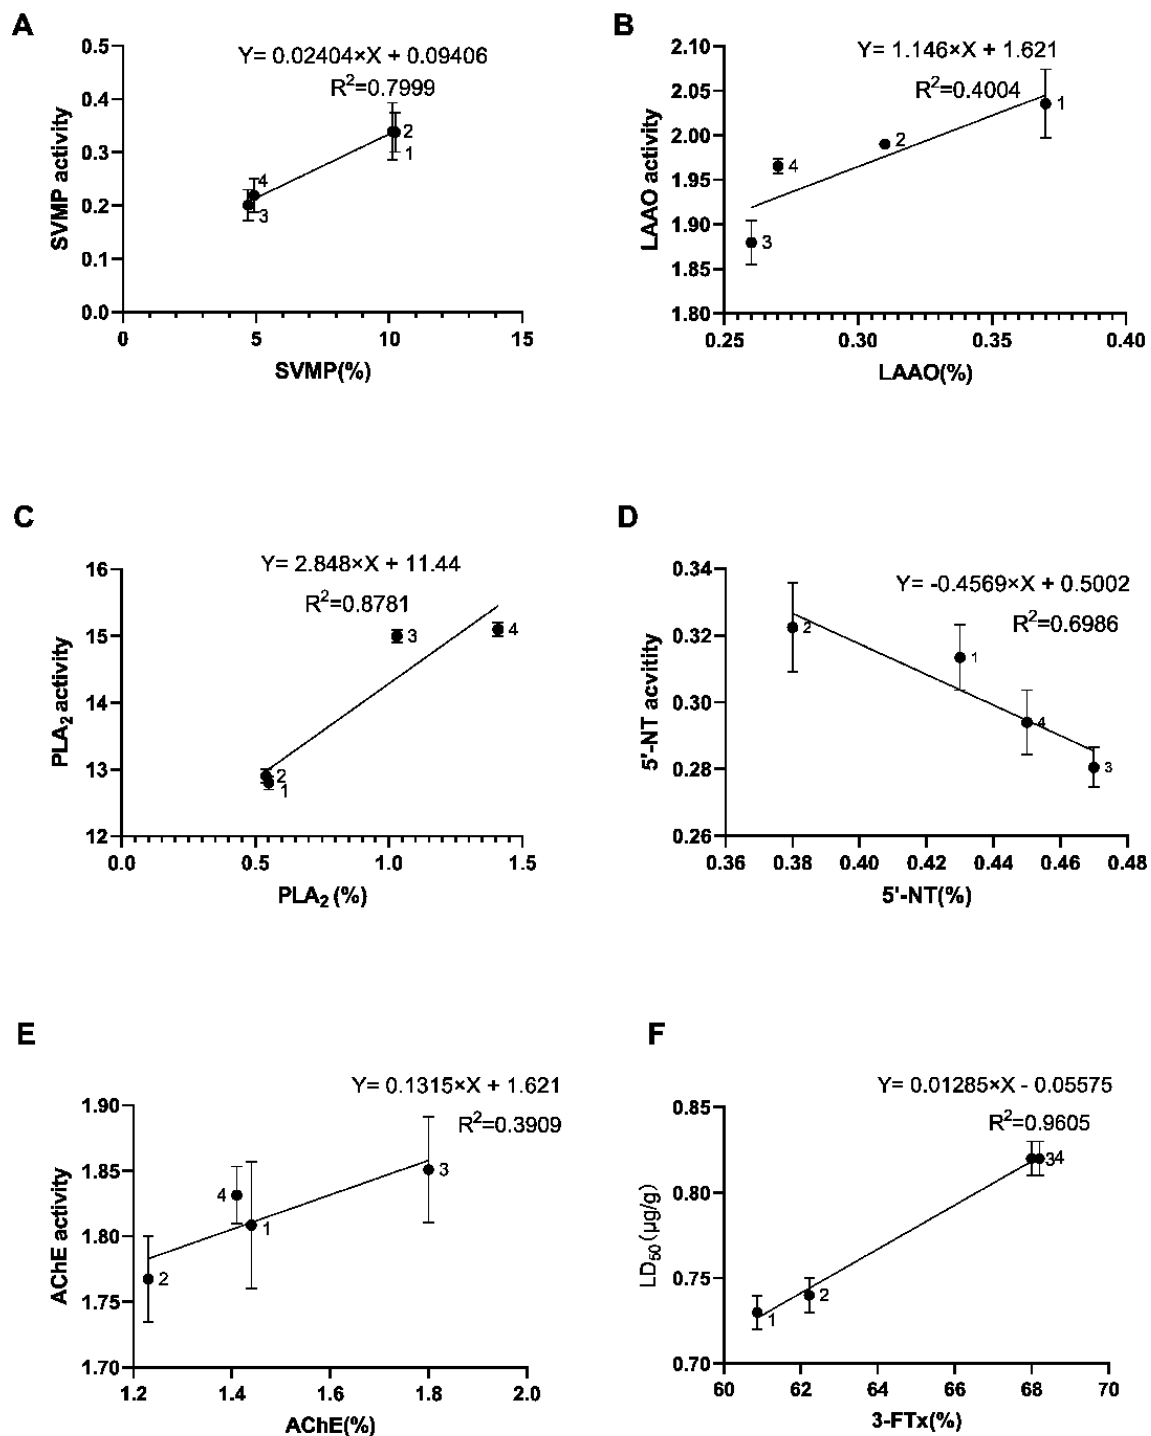 A
Y= 0.02404×X + 0.09406
R²=0.7999
SVMP activity
0.5
0.4
0.3
0.2
0.1
0.0
2
1
4
3
0 5 10 15
SVMP(%)
B
Y= 1.146×X + 1.621
R²=0.4004
LAAO activity
2.10
2.05
2.00
1.95
1.90
1.85
1.80
1
2
4
3
0.25 0.30 0.35 0.40
LAAO(%)
C
Y= 2.848×X + 11.44
R²=0.8781
PLA₂ activity
16
15
14
13
12
3
4
2
1
0.0 0.5 1.0 1.5
PLA₂ (%)
D
Y= -0.4569×X + 0.5002
R²=0.6986
5'-NT acvitity
0.34
0.32
0.30
0.28
0.26
2
1
4
3
0.36 0.38 0.40 0.42 0.44 0.46 0.48
5'-NT(%)
E
Y= 0.1315×X + 1.621
R²=0.3909
AChE activity
1.90
1.85
1.80
1.75
1.70
3
4
1
2
1.2 1.4 1.6 1.8 2.0
AChE(%)
F
Y= 0.01285×X - 0.05575
R²=0.9605
LD₅₀(μg/g)
0.85
0.80
0.75
0.70
34
2
1
60 62 64 66 68 70
3-FTx(%)